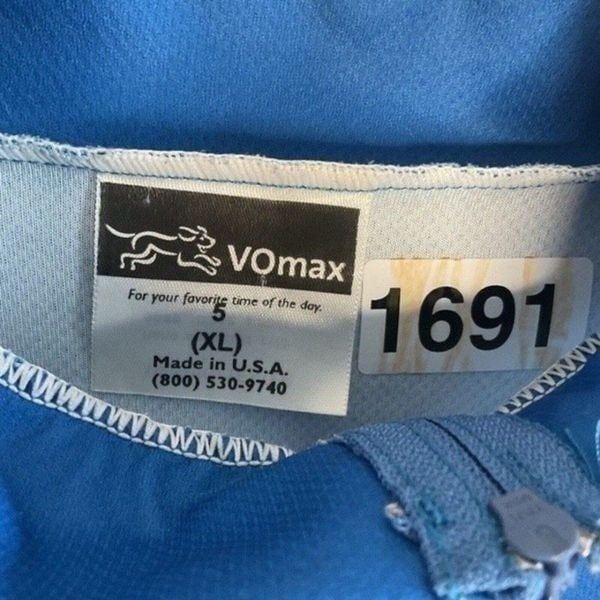 VOmax
For your favorite time of the day.
5
(XL)
Made in U.S.A.
(800) 530-9740
1691